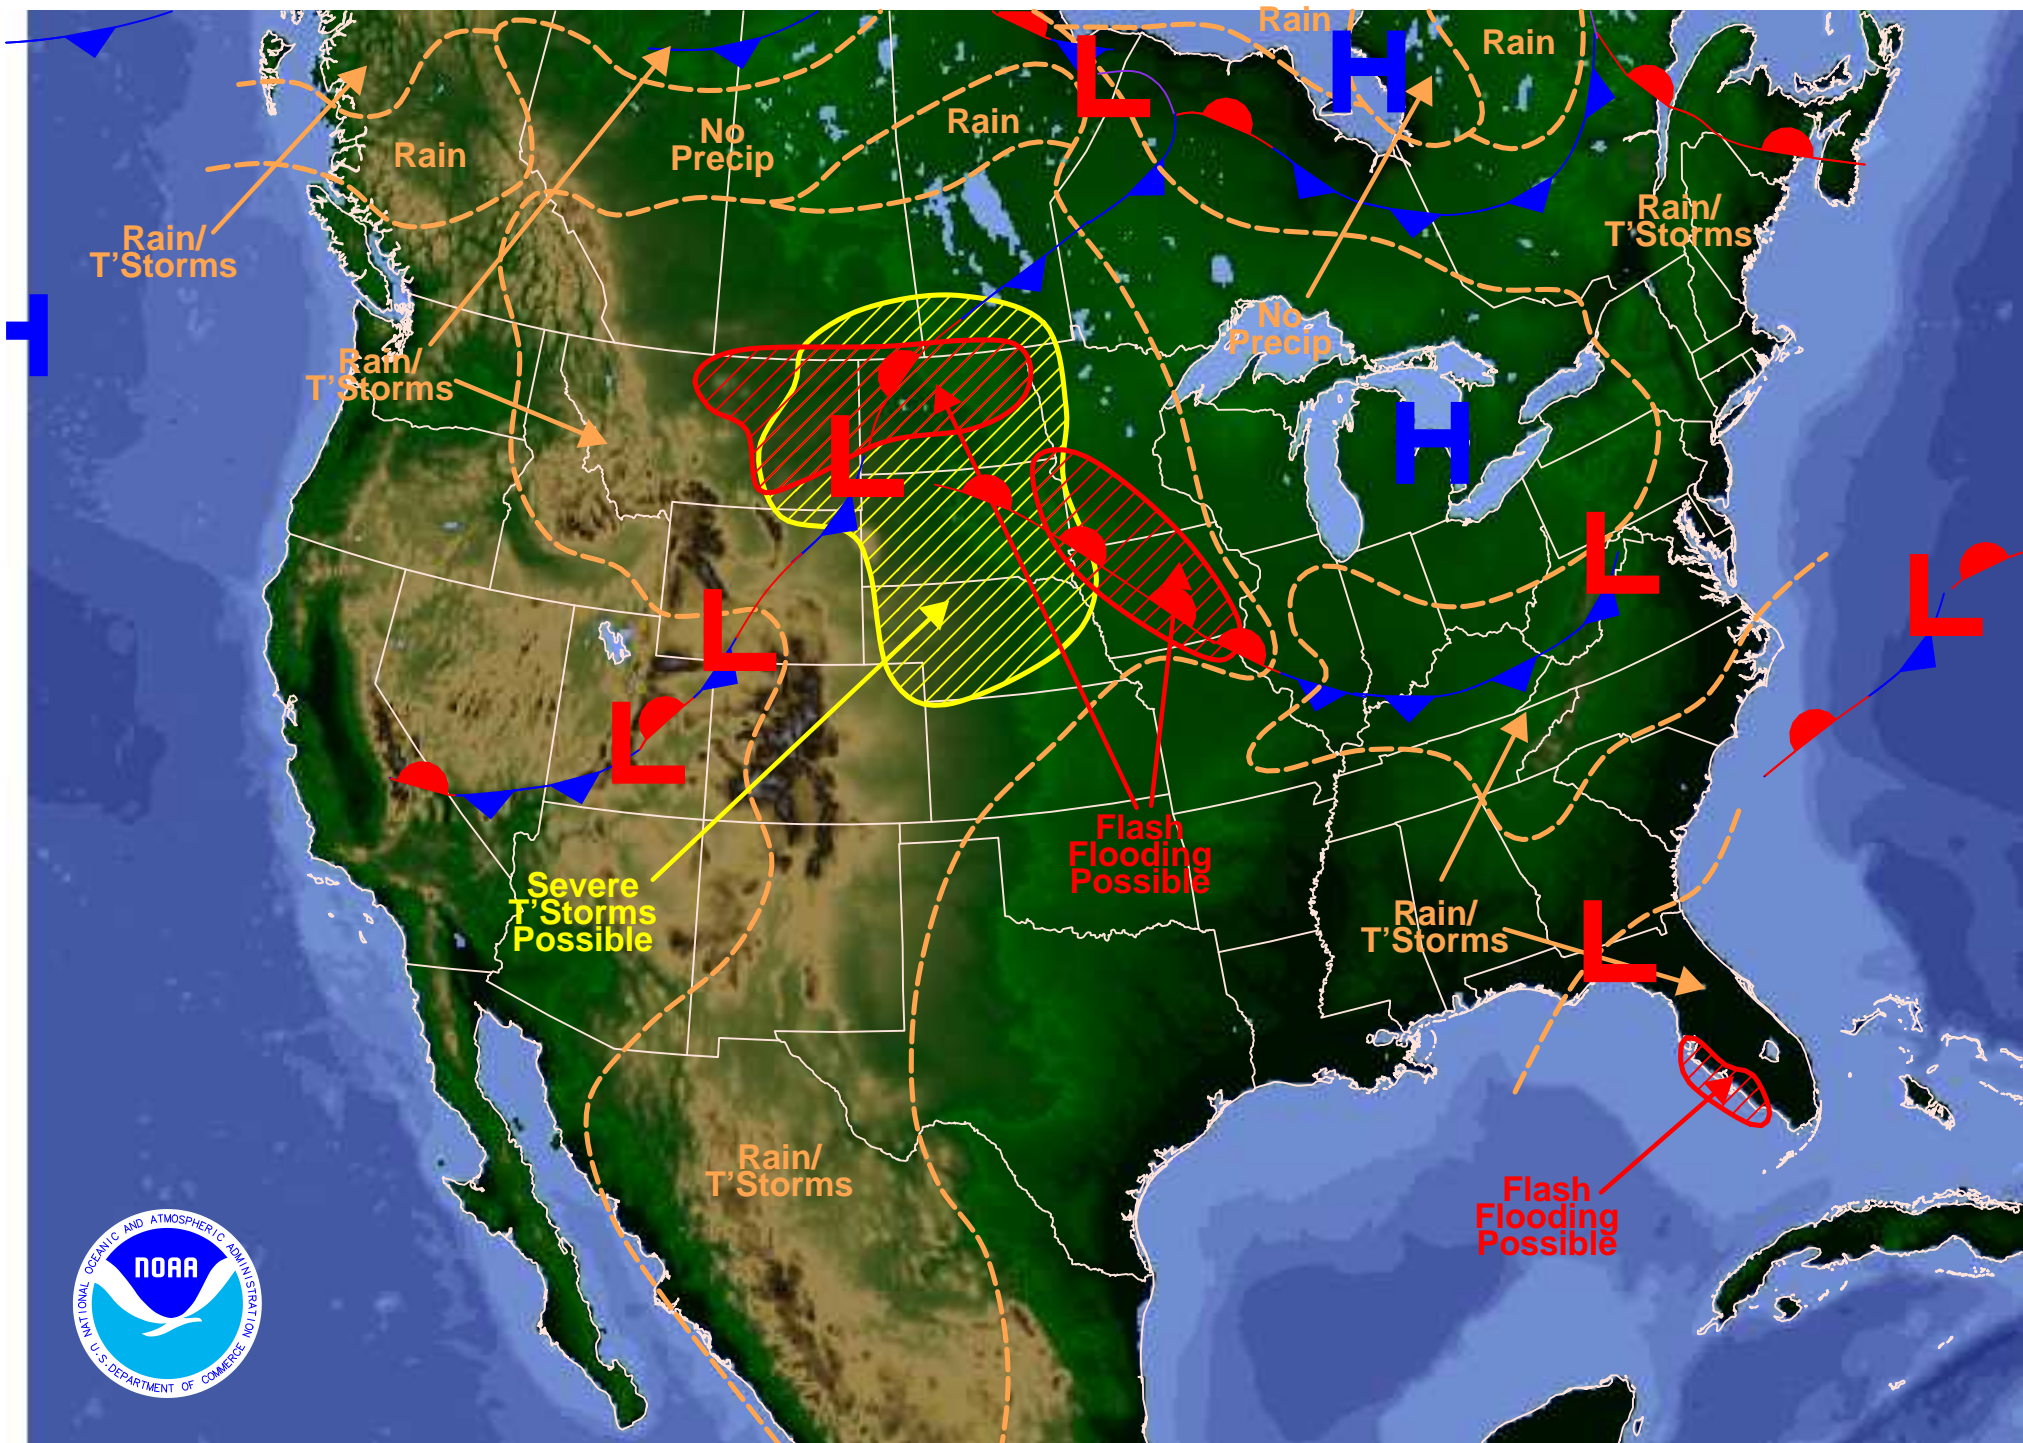 Rain
Rain
H
L
Rain
No
Precip
Rain
Rain/
T'Storms
Rain/
T'Storms
No
Precip
Rain/
T'Storms
H
H
L
L
L
L
L
Severe
T'Storms
Possible
Flash
Flooding
Possible
Rain/
T'Storms
L
Rain/
T'Storms
Flash
Flooding
Possible
NATIONAL OCEANIC AND ATMOSPHERIC ADMINISTRATION
NOAA
U.S. DEPARTMENT OF COMMERCE